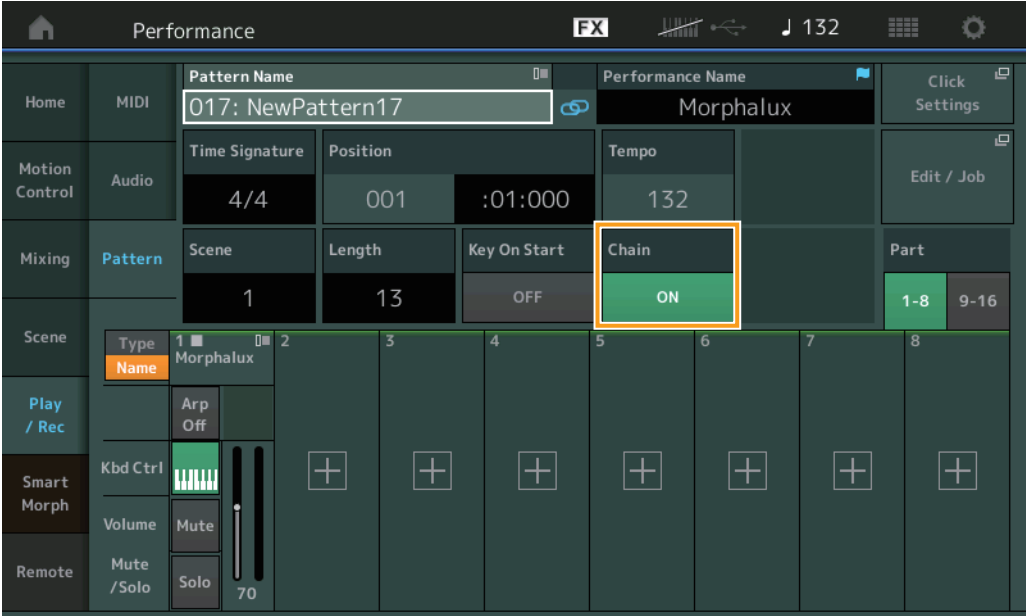 Performance
FX
♩ 132
Home
Motion
Control
Mixing
Scene
Play
/ Rec
Smart
Morph
Remote
MIDI
Audio
Pattern
Pattern Name
017: NewPattern17
Performance Name
Morphalux
Click
Settings
Time Signature
4/4
Position
001
:01:000
Tempo
132
Edit / Job
Scene
1
Length
13
Key On Start
OFF
Chain
ON
Part
1-8
9-16
Type
Name
1
Morphalux
2
3
4
5
6
7
8
Arp
Off
Kbd Ctrl
Volume
Mute
Mute
/Solo
Solo
70